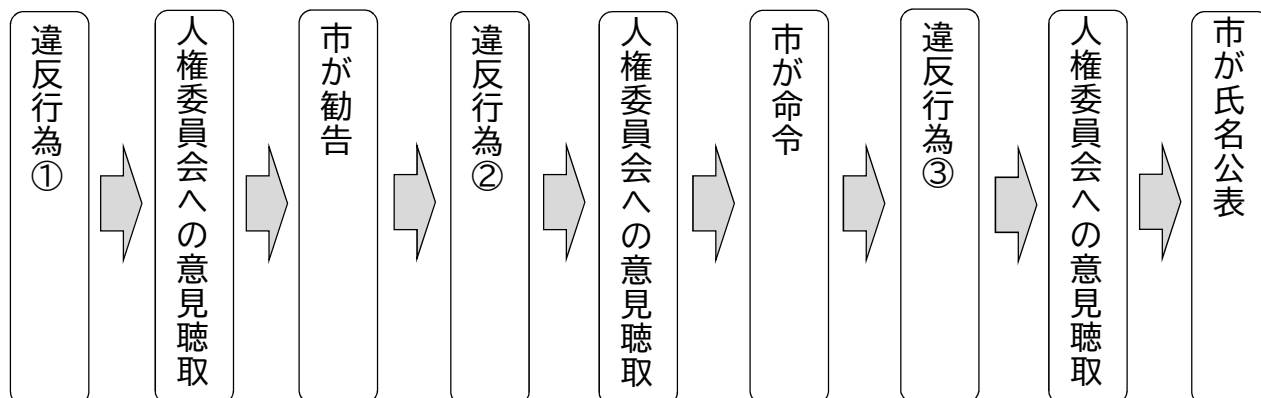 違反行為①
人権委員会への意見聴取
市が勧告
違反行為②
人権委員会への意見聴取
市が命令
違反行為③
人権委員会への意見聴取
市が氏名公表